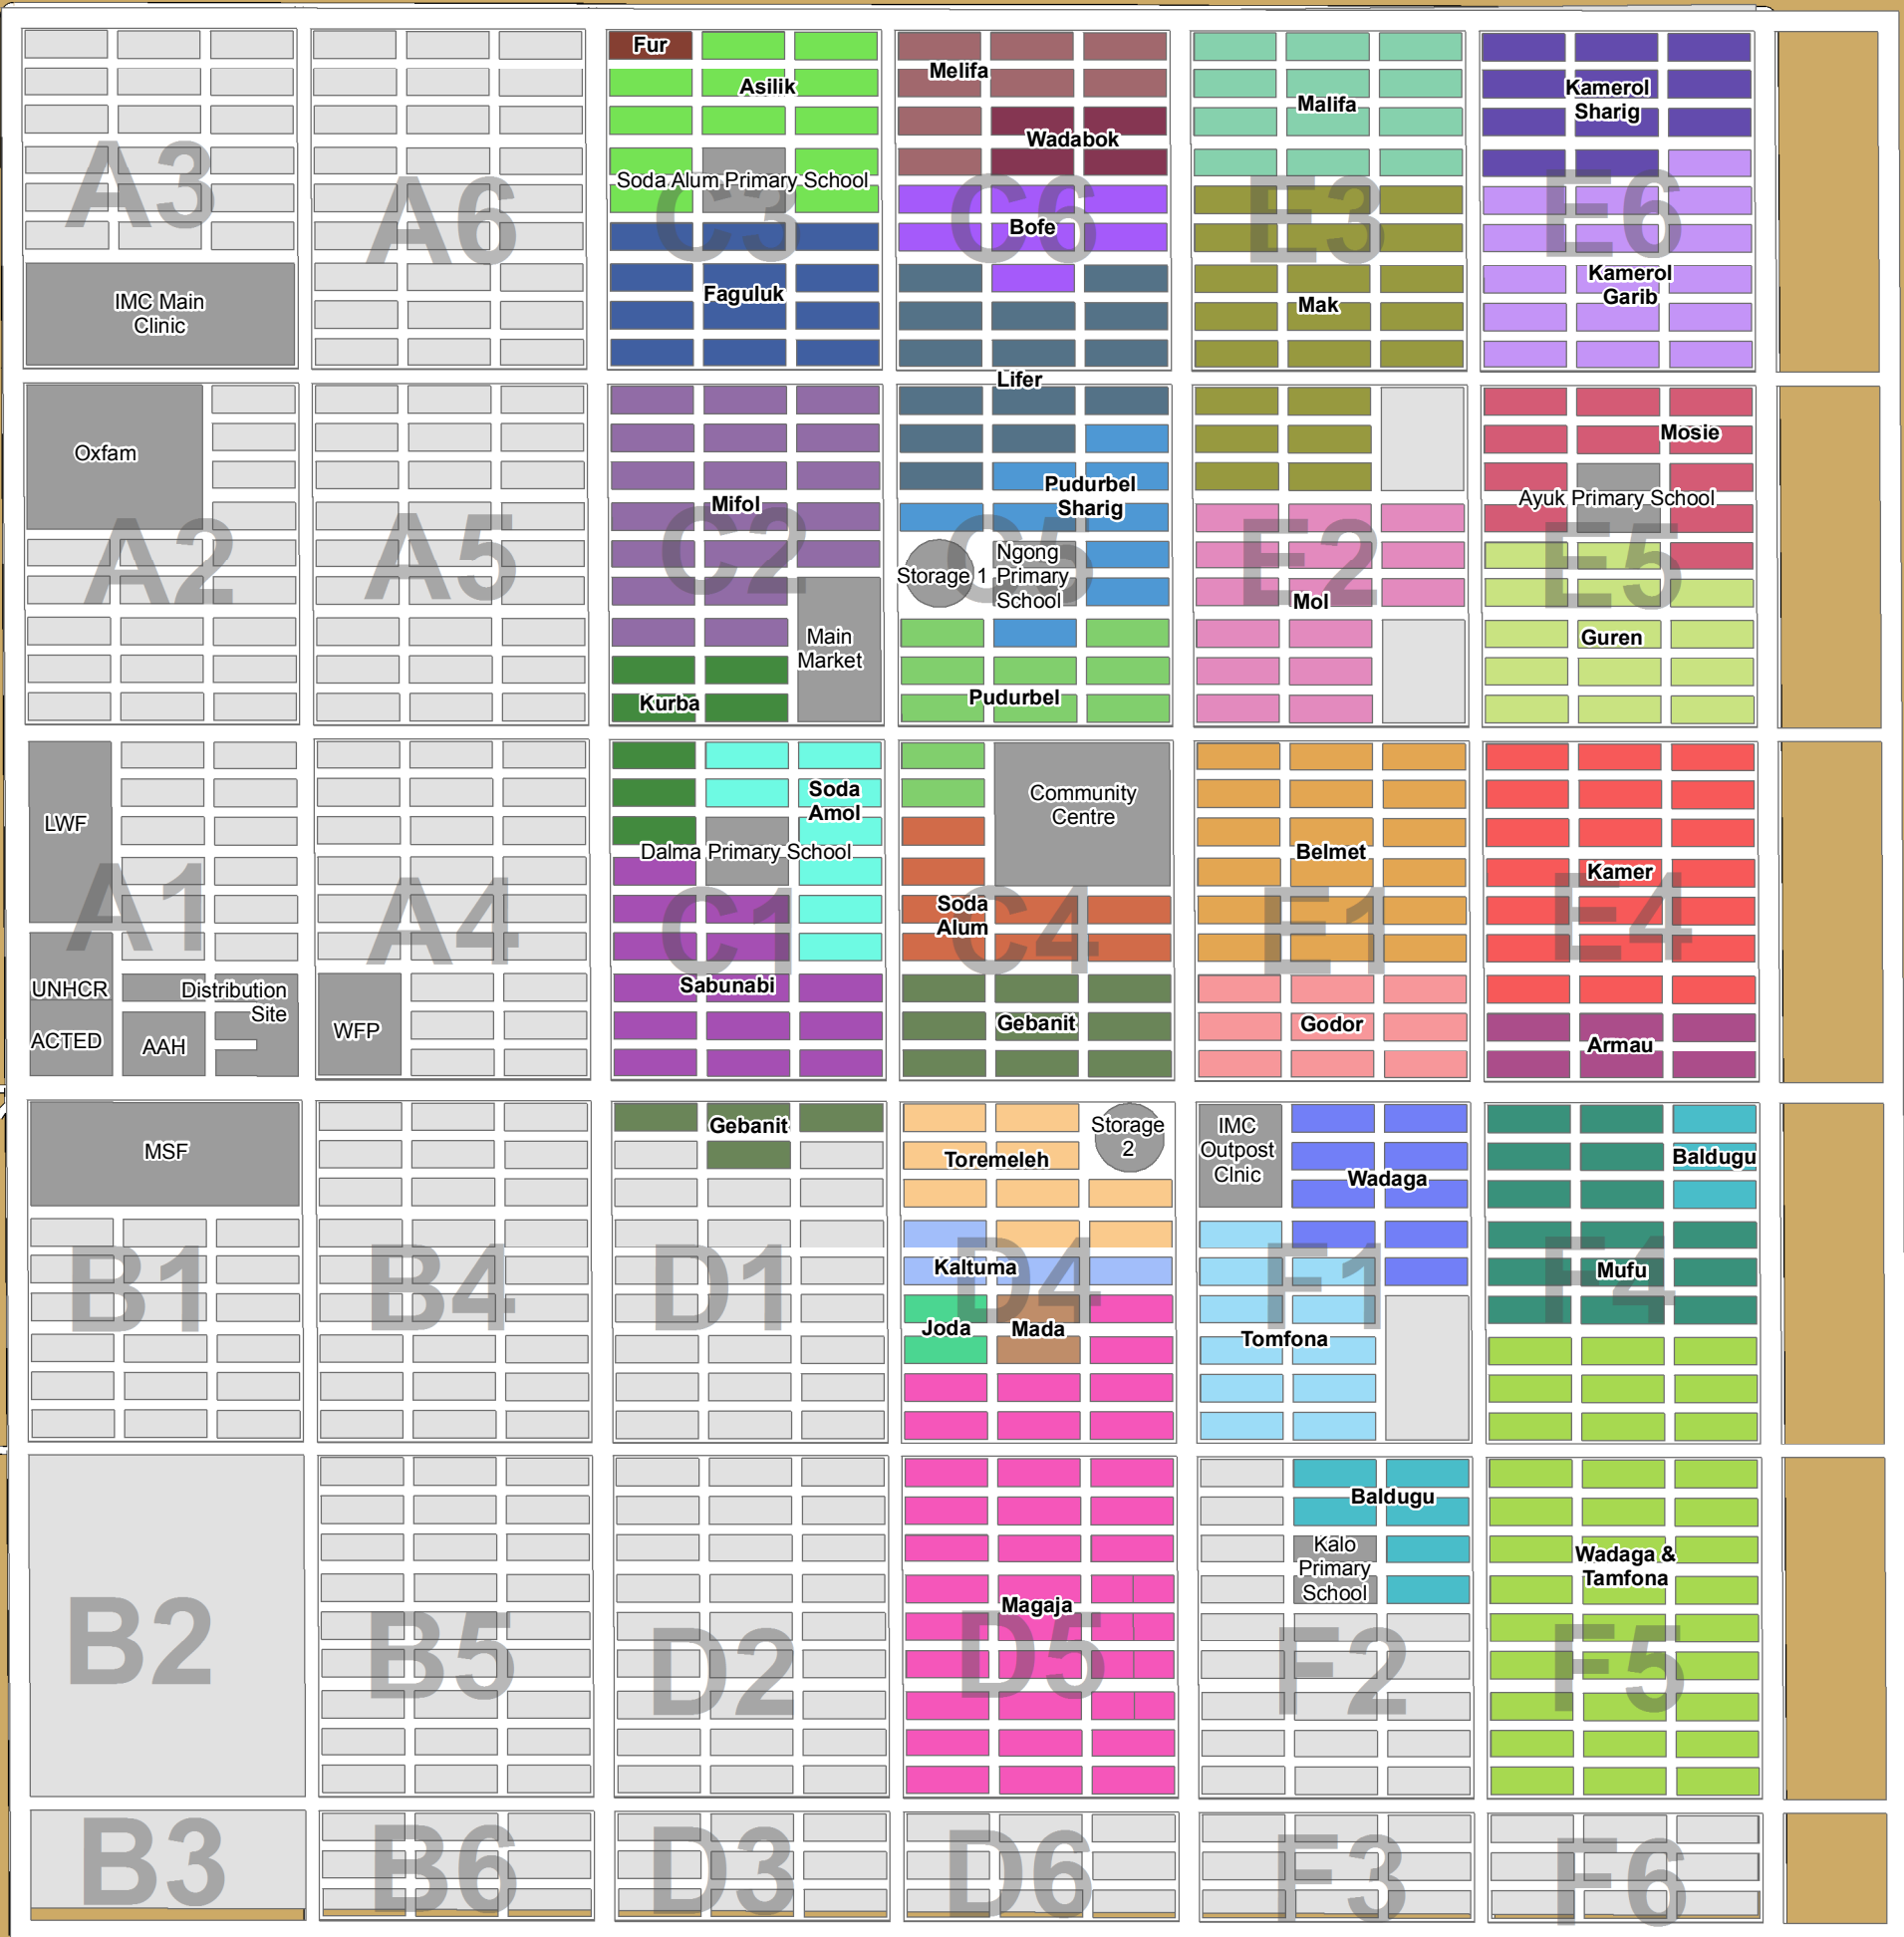 Fur
Asilik
Soda Alum Primary School
C3
Faguluk
Melifa
Wadabok
C6
Bofe
Malifa
E3
Mak
Kamerol
Sharig
E6
Kamerol
Garib
A3
IMC Main
Clinic
A6
Lifer
Oxfam
A2
A5
Mifol
C2
Main
Market
Kurba
Pudurbel
Sharig
C5
Storage 1
Ngong
Primary
School
Pudurbel
E2
Mol
Mosie
Ayuk Primary School
E5
Guren
LWF
A1
UNHCR
ACTED
Distribution
Site
AAH
A4
WFP
Soda
Amol
Dalma Primary School
C1
Sabunabi
Community
Centre
Soda
Alum
C4
Gebanit
Belmet
E1
Godor
Kamer
E4
Armau
MSF
B1
B4
Gebanit
D1
Toremeleh
Storage
2
Kaltuma
D4
Joda
Mada
IMC
Outpost
Clnic
Wadaga
F1
Tomfona
Baldugu
F4
Mufu
B2
B5
D2
Magaja
D5
Baldugu
Kalo
Primary
School
F2
Wadaga &
Tamfona
F5
B3
B6
D3
D6
F3
F6